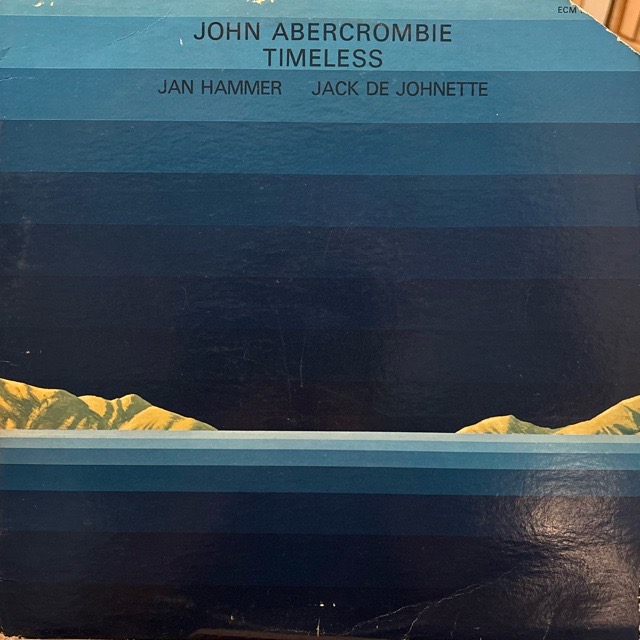 ECM
JOHN ABERCROMBIE
TIMELESS
JAN HAMMER JACK DE JOHNETTE